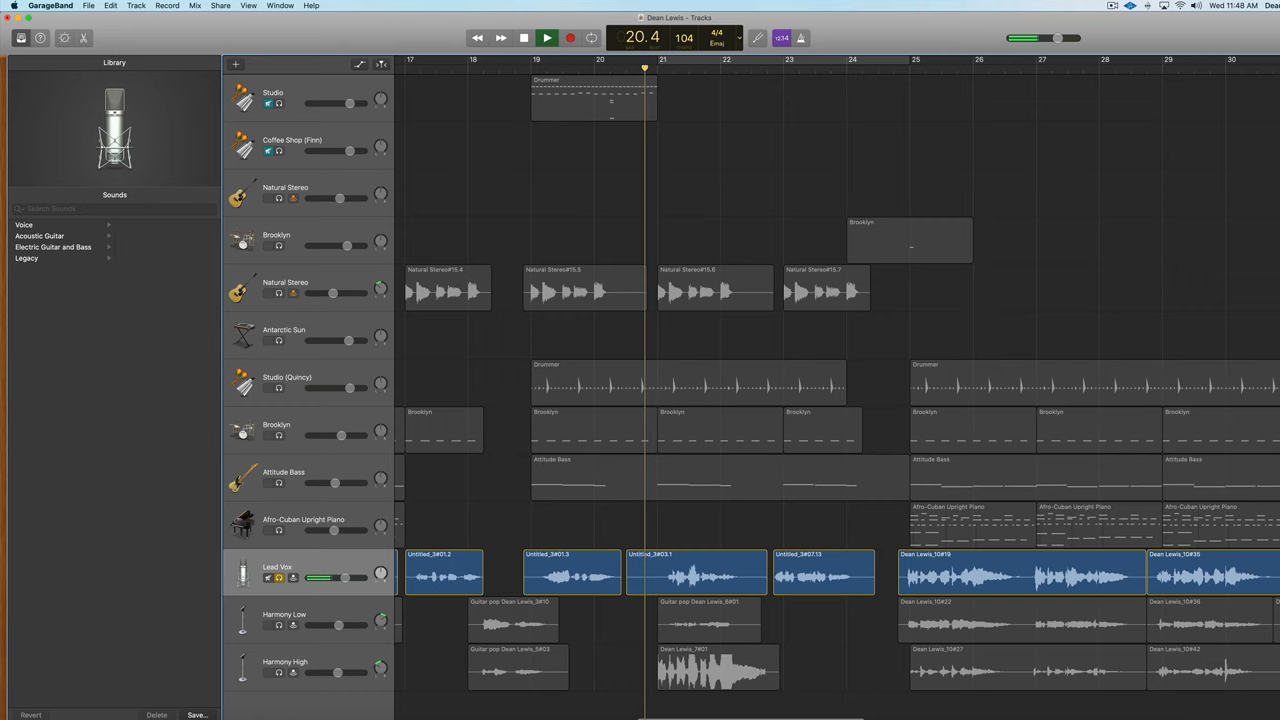 GarageBand File Edit Track Record Mix Share View Window Help
Wed 11:48 AM
Dean Lewis - Tracks
20.4 104 4/4 Emaj
1234
Library
17 18 19 20 21 22 23 24 25 26 27 28 29 30
Drummer
Studio
Coffee Shop (Finn)
Sounds
Natural Stereo
Search Sounds
Voice
Acoustic Guitar
Electric Guitar and Bass
Legacy
Brooklyn
Brooklyn
Natural Stereo
Natural Stereo#15.4 Natural Stereo#15.5 Natural Stereo#15.6 Natural Stereo#15.7
Antarctic Sun
Drummer Drummer
Studio (Quincy)
Brooklyn Brooklyn Brooklyn Brooklyn Brooklyn Brooklyn Brooklyn
Brooklyn
Attitude Bass Attitude Bass Attitude Bass
Attitude Bass
Afro-Cuban Upright Piano Afro-Cuban Upright Piano Afro-Cuban Upright Piano
Afro-Cuban Upright Piano
Untitled_3#01.2 Untitled_3#01.3 Untitled_3#03.1 Untitled_3#07.13 Dean Lewis_10#19 Dean Lewis_10#35
Lead Vox
Guitar pop Dean Lewis_3#10 Guitar pop Dean Lewis_6#01 Dean Lewis_10#22 Dean Lewis_10#36
Harmony Low
Guitar pop Dean Lewis_5#03 Dean Lewis_7#01 Dean Lewis_10#27 Dean Lewis_10#42
Harmony High
Revert Delete Save...